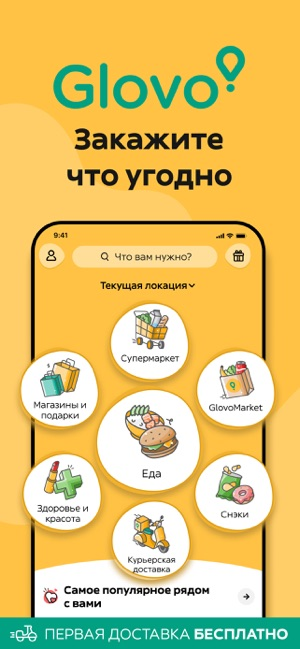 Glovo
Закажите
что угодно
9:41
Что вам нужно?
Текущая локация
Супермаркет
Магазины и
подарки
GlovoMarket
Еда
Здоровье и
красота
Снэки
Курьерская
доставка
Самое популярное рядом
с вами
ПЕРВАЯ ДОСТАВКА БЕСПЛАТНО